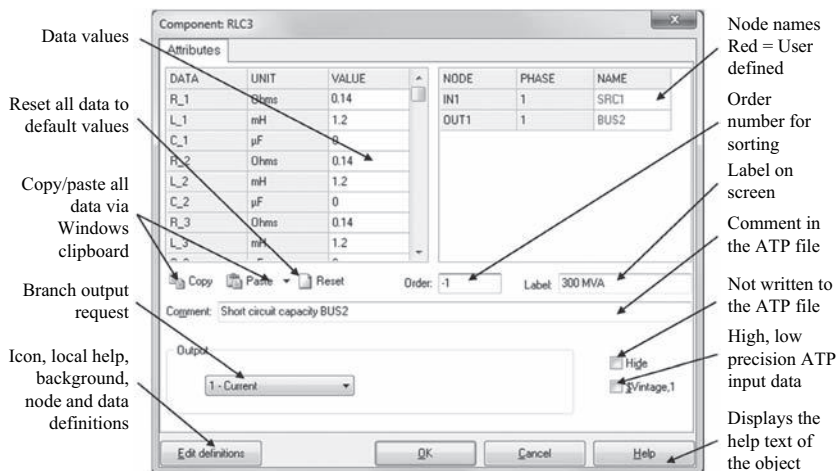 Component: RLC3
Attributes
DATA UNIT VALUE
R_1 Ohms 0.14
L_1 mH 1.2
C_1 µF 0
R_2 Ohms 0.14
L_2 mH 1.2
C_2 µF 0
R_3 Ohms 0.14
L_3 mH 1.2
NODE PHASE NAME
IN1 1 SRC1
OUT1 1 BUS2
Copy Paste Reset
Order: -1
Label: 300 MVA
Comment: Short circuit capacity BUS2
Output
1 - Current
Hide
$Vintage,1
Edit definitions
OK
Cancel
Help
Data values
Reset all data to
default values
Copy/paste all
data via
Windows
clipboard
Branch output
request
Icon, local help,
background,
node and data
definitions
Node names
Red = User
defined
Order
number for
sorting
Label on
screen
Comment in
the ATP file
Not written to
the ATP file
High, low
precision ATP
input data
Displays the
help text of
the object